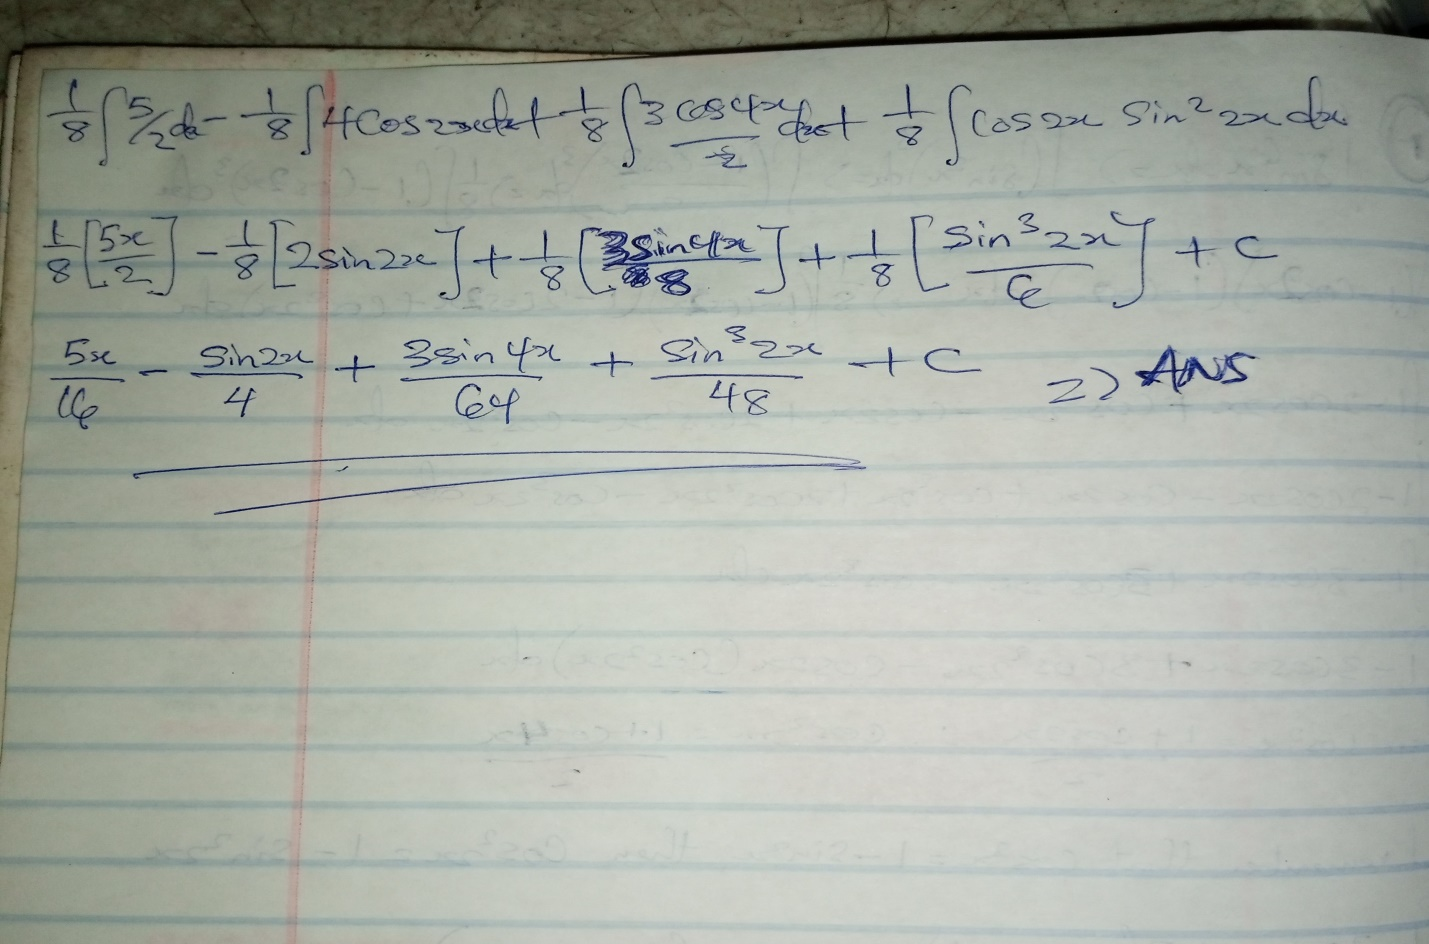 1/8 ∫ 5/2 dx - 1/8 ∫ 4cos2x dx + 1/8 ∫ 3cos4x/2 dx + 1/8 ∫ cos2x sin² 2x dx
1/8 [5x/2] - 1/8 [2sin2x] + 1/8 [3sin4x/8] + 1/8 [sin³2x/6] + C
5x/16 - sin2x/4 + 3sin4x/64 + sin³2x/48 + C => ANS